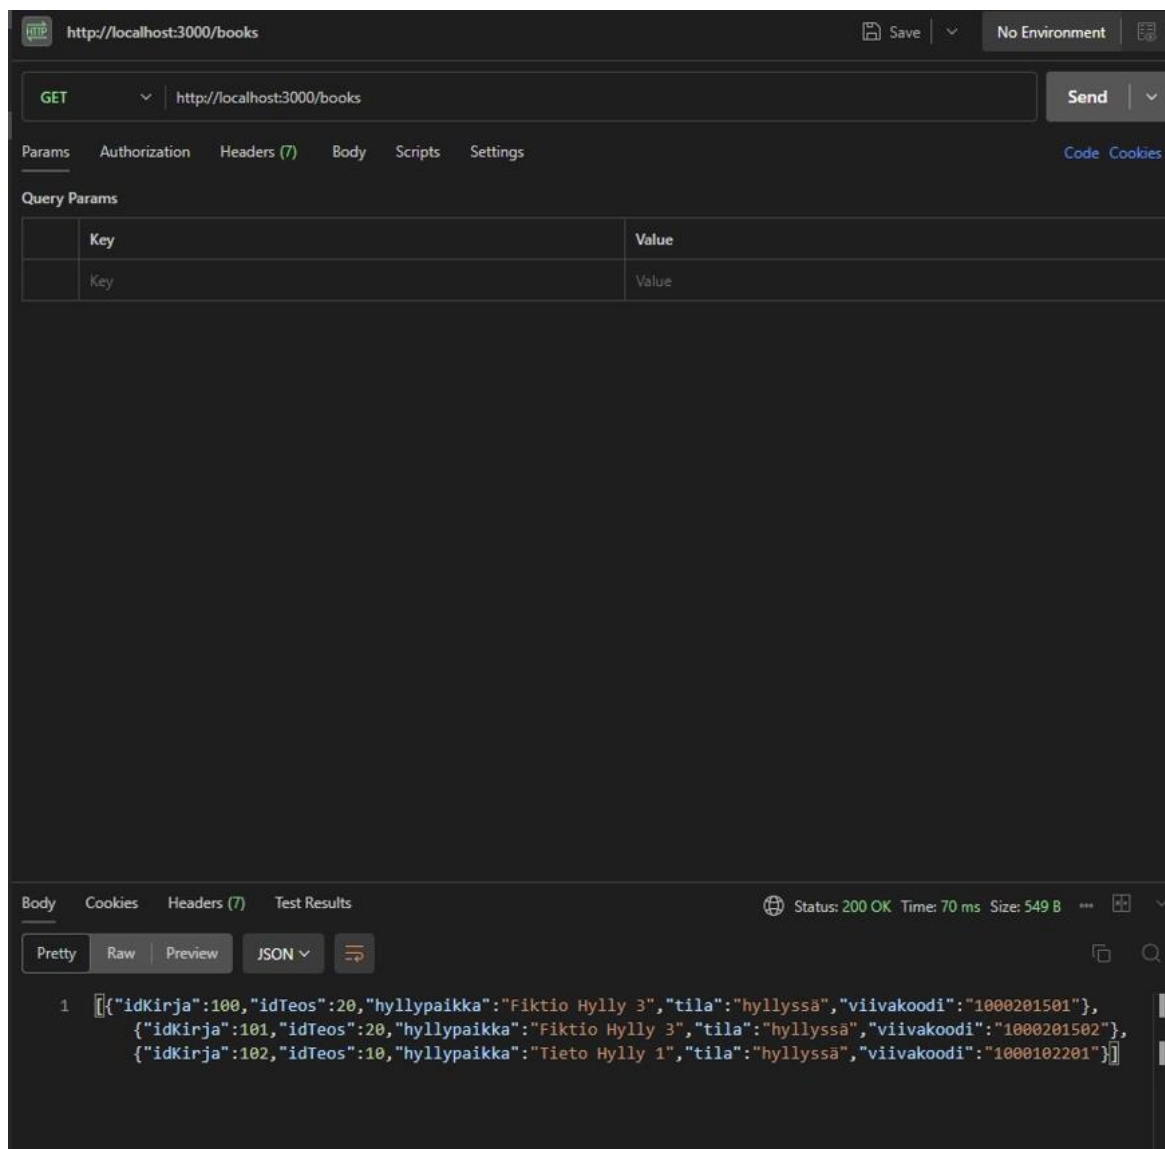 HTTP http://localhost:3000/books Save No Environment
GET http://localhost:3000/books Send
Params Authorization Headers (7) Body Scripts Settings Code Cookies
Query Params
Key Value
Key Value
Body Cookies Headers (7) Test Results Status: 200 OK Time: 70 ms Size: 549 B
Pretty Raw Preview JSON
1 [{"idKirja":100,"idTeos":20,"hyllypaikka":"Fiktio Hylly 3","tila":"hyllyssä","viivakoodi":"1000201501"},
{"idKirja":101,"idTeos":20,"hyllypaikka":"Fiktio Hylly 3","tila":"hyllyssä","viivakoodi":"1000201502"},
{"idKirja":102,"idTeos":10,"hyllypaikka":"Tieto Hylly 1","tila":"hyllyssä","viivakoodi":"1000102201"}]